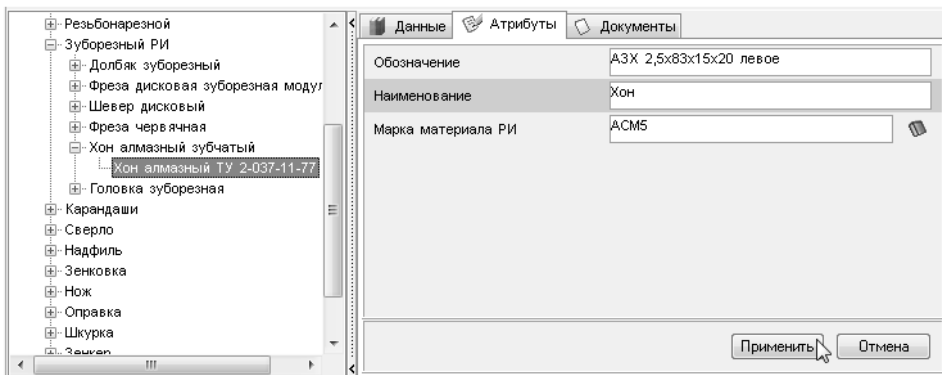 Резьбонарезной
Зуборезный РИ
Долбяк зуборезный
Фреза дисковая зуборезная модул
Шевер дисковый
Фреза червячная
Хон алмазный зубчатый
Хон алмазный ТУ 2-037-11-77
Головка зуборезная
Карандаши
Сверло
Надфиль
Зенковка
Нож
Оправка
Шкурка
Зенкер
Данные Атрибуты Документы
Обозначение АЗХ 2,5х83х15х20 левое
Наименование Хон
Марка материала РИ АСМ5
Применить Отмена